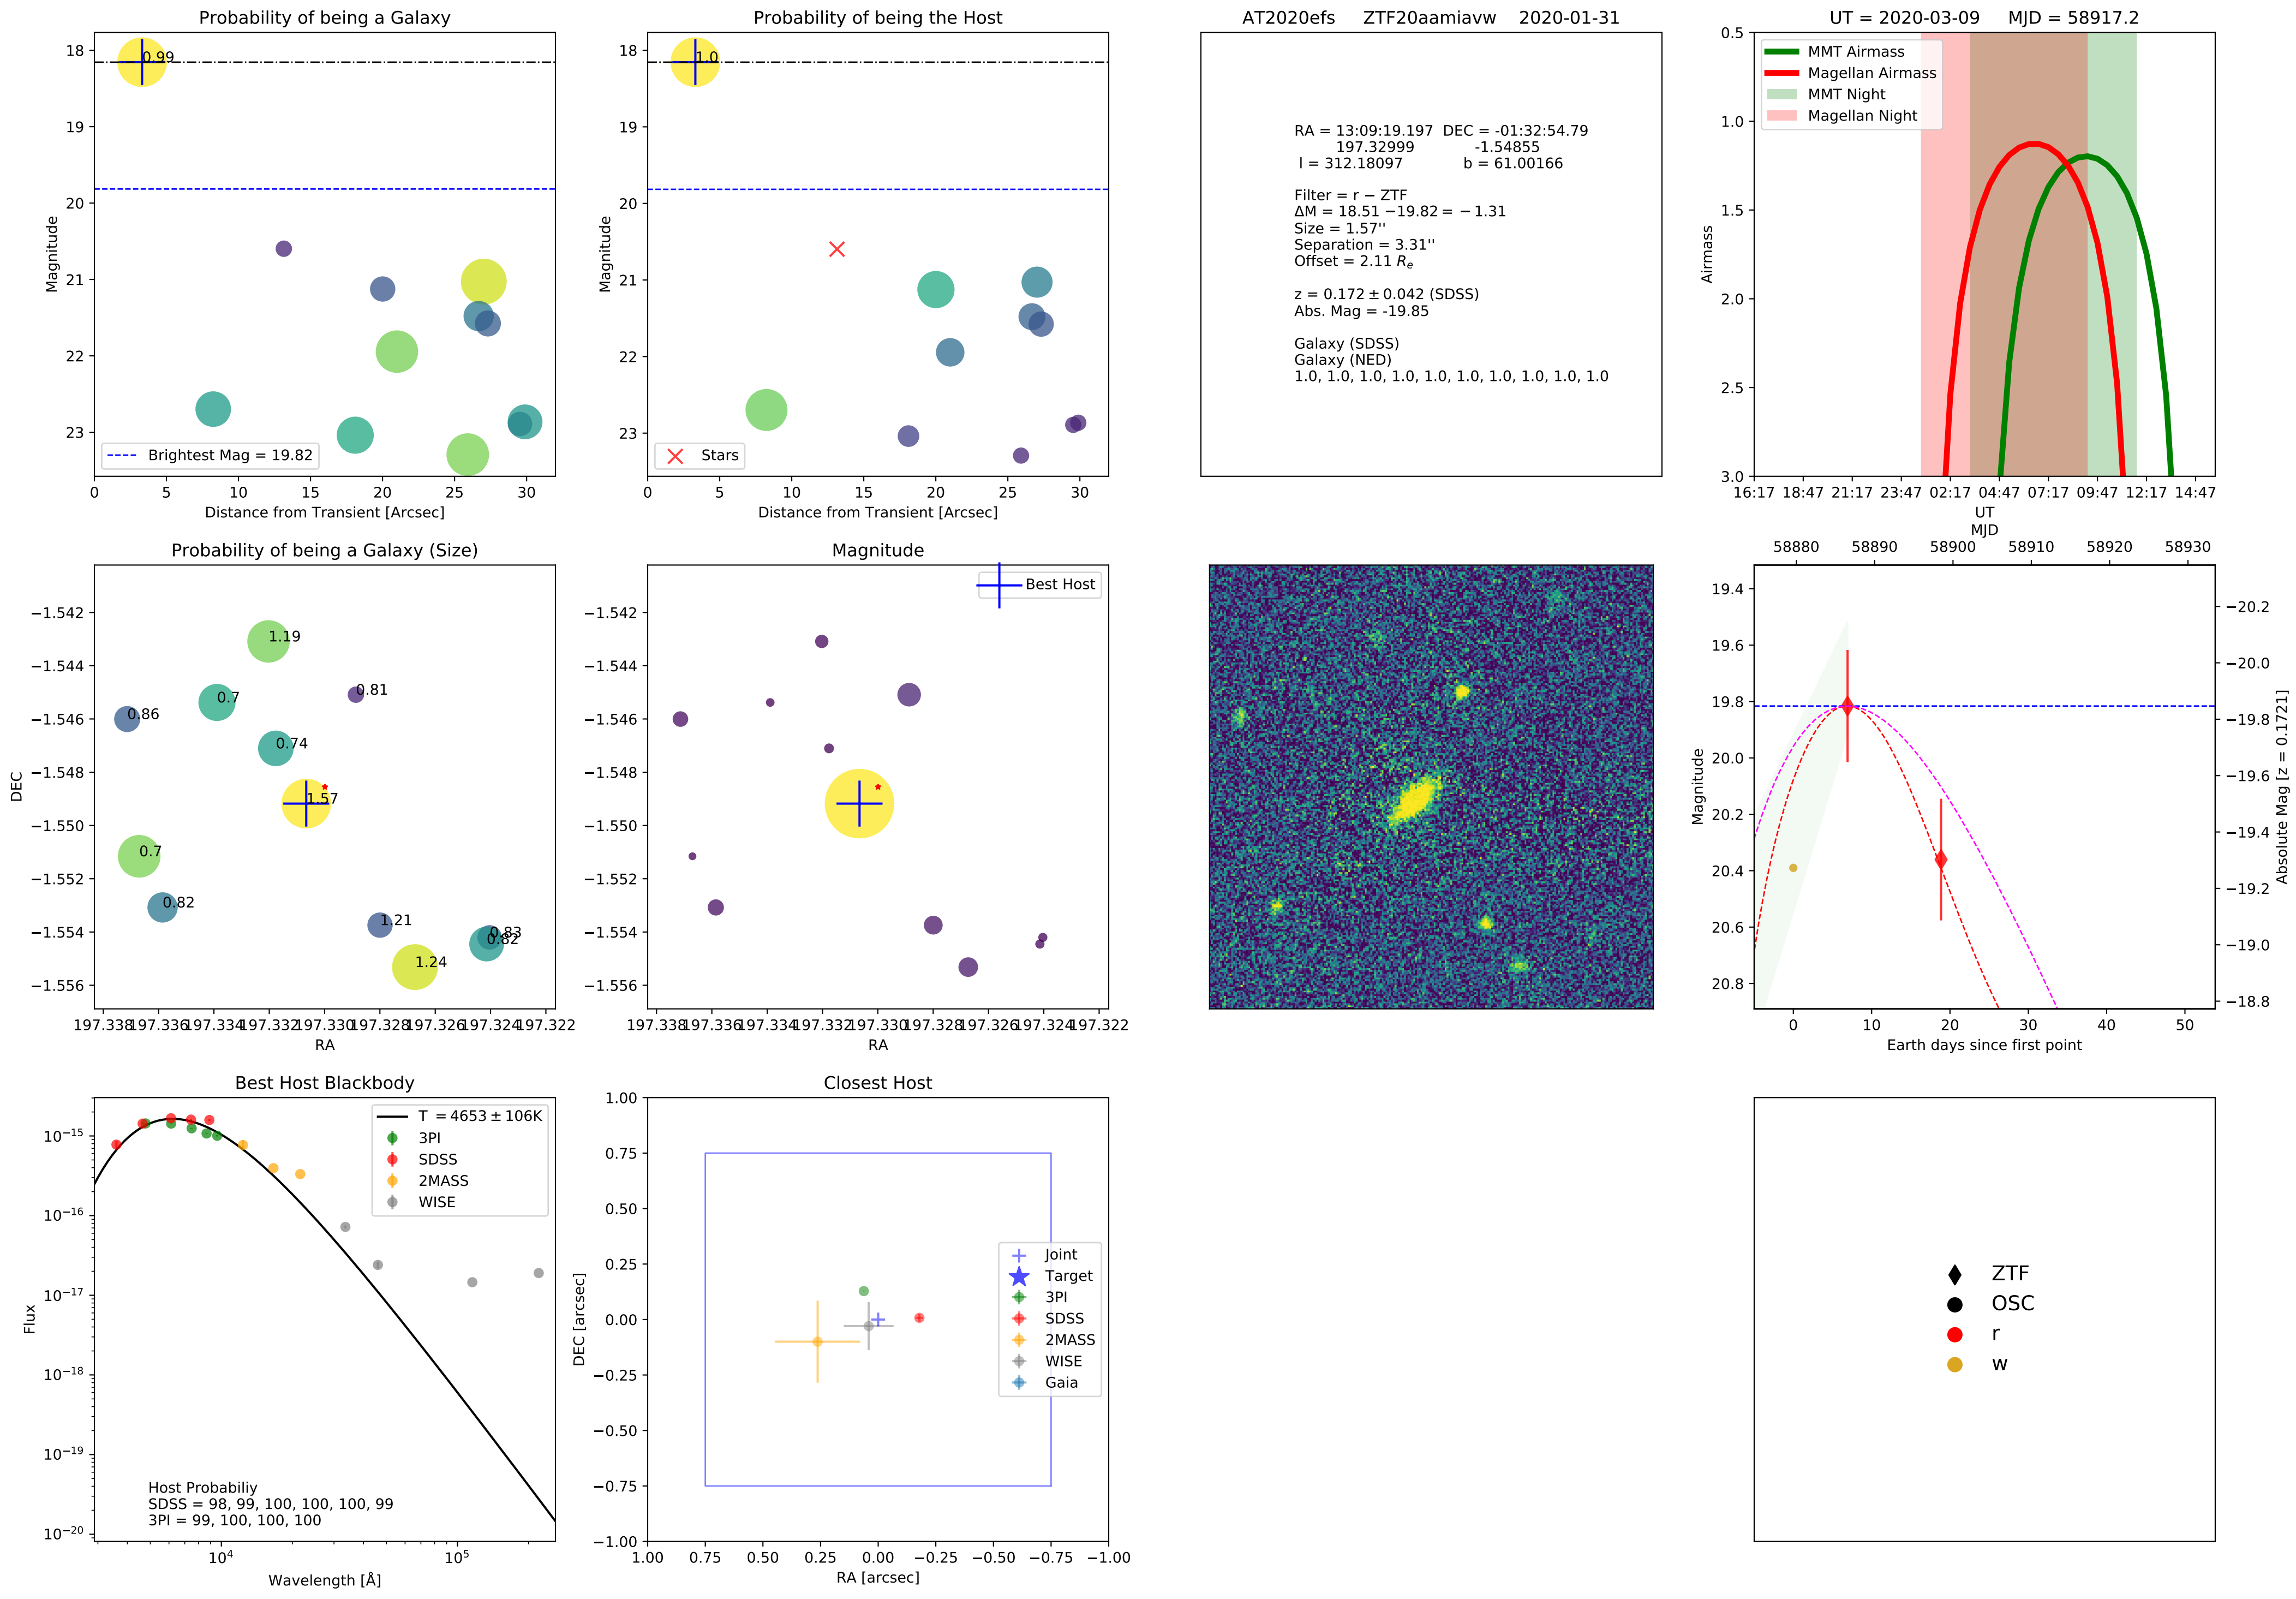 Probability of being a Galaxy
18
19
20
21
22
23
Magnitude
0.99
Brightest Mag = 19.82
0 5 10 15 20 25 30
Distance from Transient [Arcsec]
Probability of being the Host
18
19
20
21
22
23
Magnitude
1.0
Stars
0 5 10 15 20 25 30
Distance from Transient [Arcsec]
AT2020efs ZTF20aamiavw 2020-01-31
RA = 13:09:19.197 DEC = -01:32:54.79
197.32999 -1.54855
l = 312.18097 b = 61.00166
Filter = r − ZTF
ΔM = 18.51 −19.82 = −1.31
Size = 1.57''
Separation = 3.31''
Offset = 2.11 Re
z = 0.172 ± 0.042 (SDSS)
Abs. Mag = -19.85
Galaxy (SDSS)
Galaxy (NED)
1.0, 1.0, 1.0, 1.0, 1.0, 1.0, 1.0, 1.0, 1.0, 1.0
UT = 2020-03-09 MJD = 58917.2
MMT Airmass
Magellan Airmass
MMT Night
Magellan Night
0.5
1.0
1.5
2.0
2.5
3.0
Airmass
16:17 18:47 21:17 23:47 02:17 04:47 07:17 09:47 12:17 14:47
UT
Probability of being a Galaxy (Size)
−1.542
−1.544
−1.546
−1.548
−1.550
−1.552
−1.554
−1.556
DEC
1.19
0.7
0.81
0.86
0.74
1.57
0.7
0.82
1.21
0.83
0.82
1.24
197.338 197.336 197.334 197.332 197.330 197.328 197.326 197.324 197.322
RA
Magnitude
Best Host
−1.542
−1.544
−1.546
−1.548
−1.550
−1.552
−1.554
−1.556
197.338 197.336 197.334 197.332 197.330 197.328 197.326 197.324 197.322
RA
MJD
58880 58890 58900 58910 58920 58930
19.4
19.6
19.8
20.0
20.2
20.4
20.6
20.8
Magnitude
−20.2
−20.0
−19.8
−19.6
−19.4
−19.2
−19.0
−18.8
Absolute Mag [z = 0.1721]
0 10 20 30 40 50
Earth days since first point
Best Host Blackbody
T = 4653 ± 106K
3PI
SDSS
2MASS
WISE
10−15
10−16
10−17
10−18
10−19
10−20
Flux
Host Probabiliy
SDSS = 98, 99, 100, 100, 100, 99
3PI = 99, 100, 100, 100
104 105
Wavelength [Å]
Closest Host
1.00
0.75
0.50
0.25
0.00
−0.25
−0.50
−0.75
−1.00
DEC [arcsec]
Joint
Target
3PI
SDSS
2MASS
WISE
Gaia
1.00 0.75 0.50 0.25 0.00 −0.25 −0.50 −0.75 −1.00
RA [arcsec]
ZTF
OSC
r
w